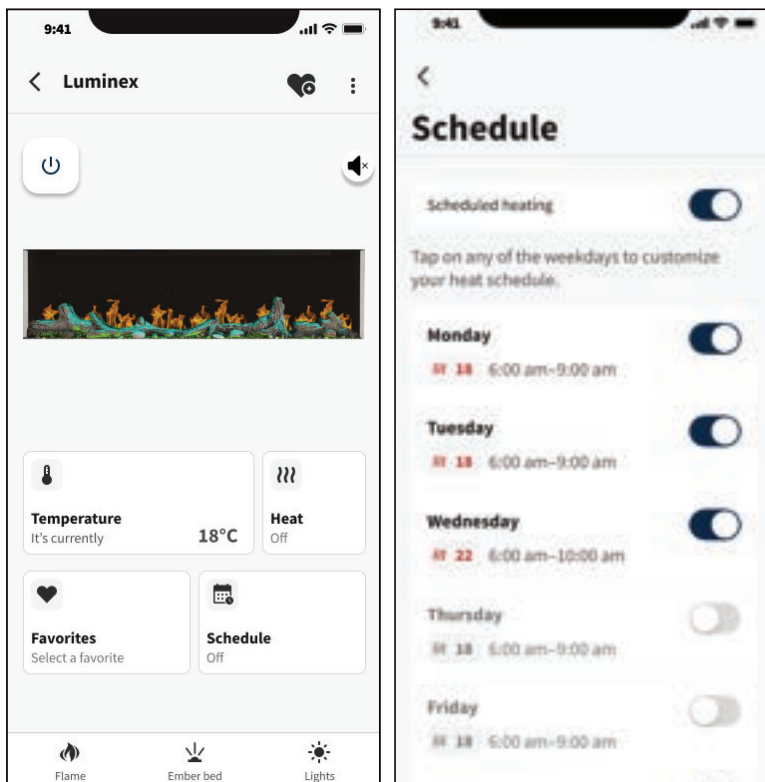 9:41
Luminex
Temperature
It's currently
18°C
Heat
Off
Favorites
Select a favorite
Schedule
Off
Flame
Ember bed
Lights
9:41
Schedule
Scheduled heating
Tap on any of the weekdays to customize
your heat schedule.
Monday
18 6:00 am–9:00 am
Tuesday
18 6:00 am–9:00 am
Wednesday
22 6:00 am–10:00 am
Thursday
18 6:00 am–9:00 am
Friday
18 6:00 am–9:00 am